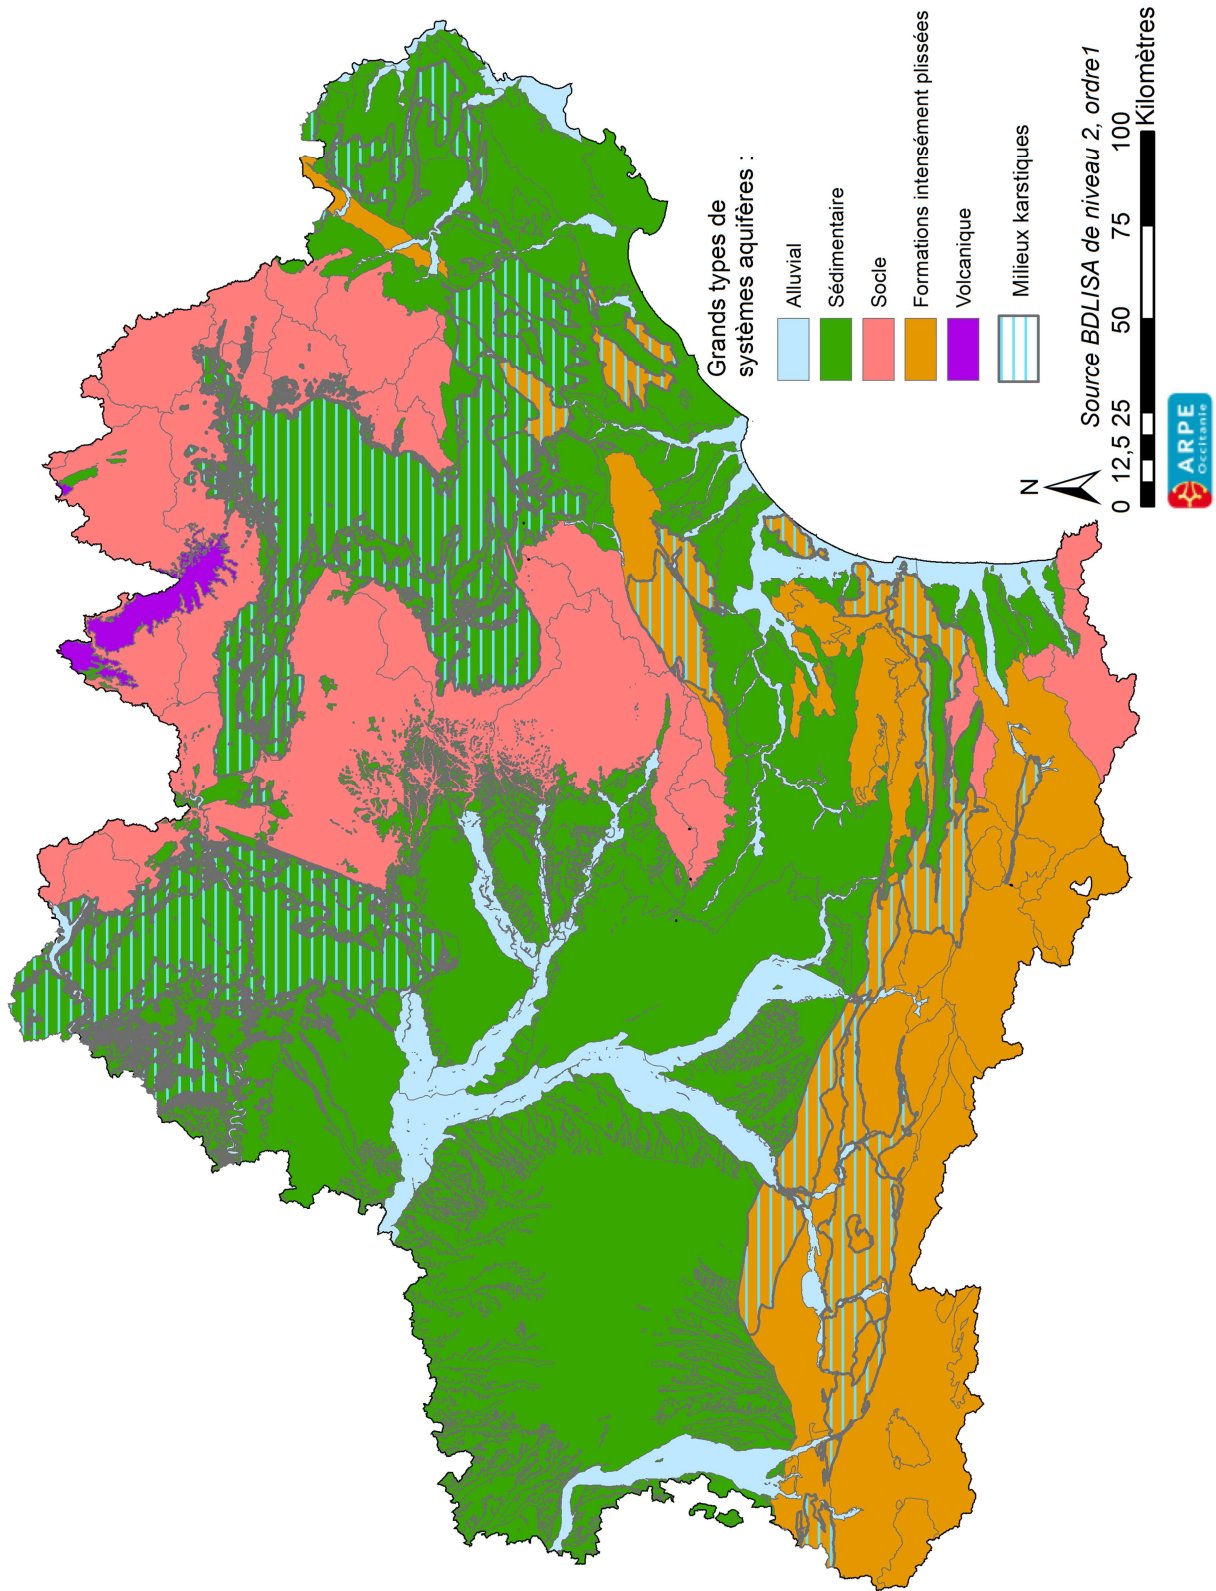 Grands types de
systèmes aquifères :
Alluvial
Sédimentaire
Socle
Formations intensément plissées
Volcanique
Milieux karstiques
N
Source BDLISA de niveau 2, ordre1
0 12,5 25 50 75 100
Kilomètres
ARPE
Occitanie